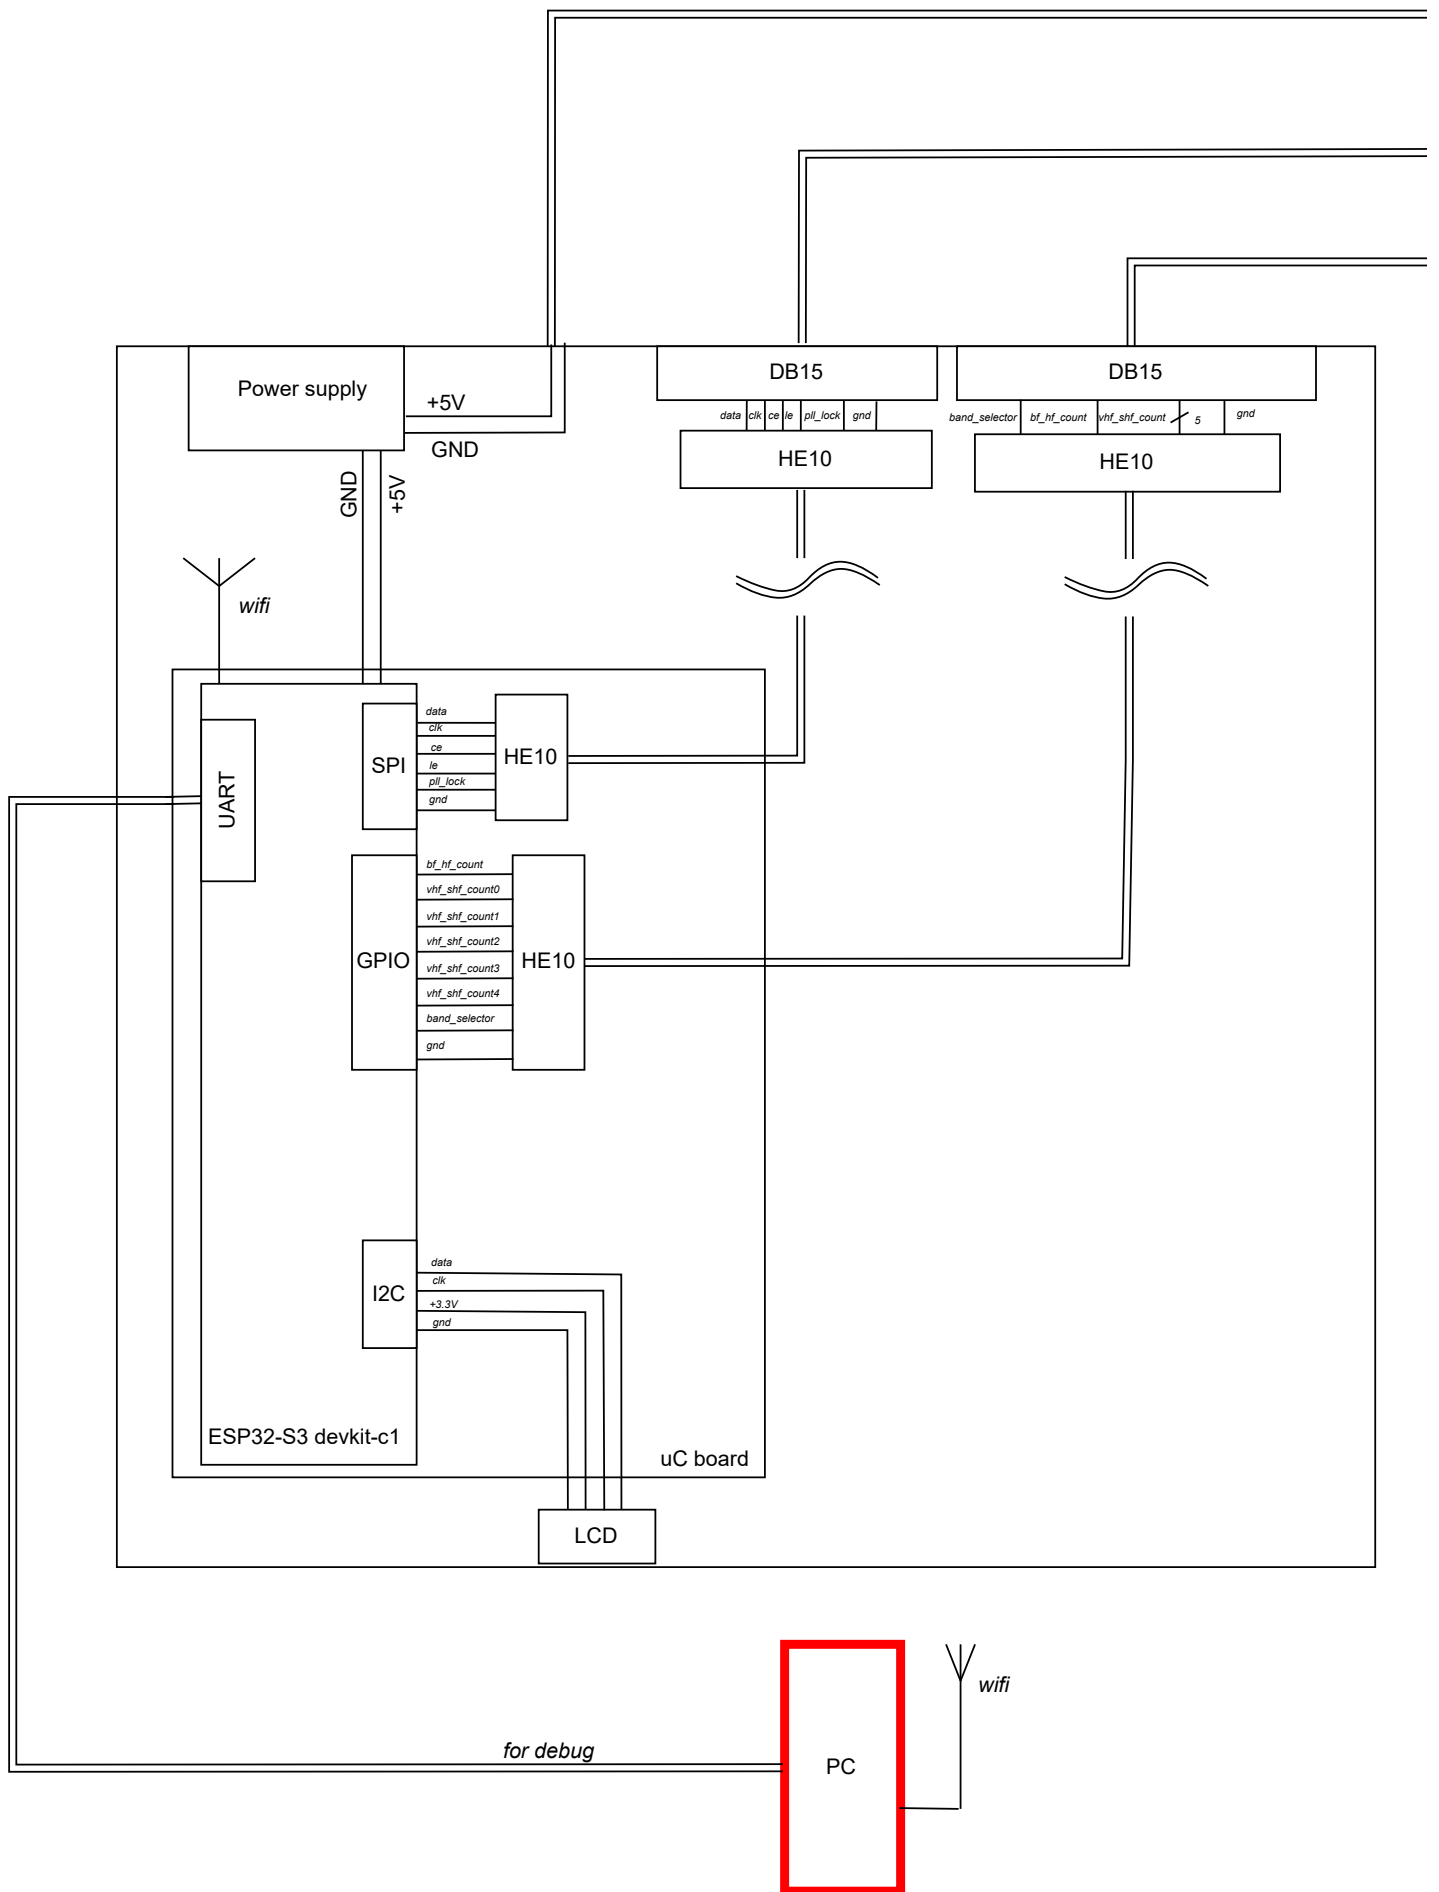 Power supply
+5V
GND
GND
+5V
DB15
data clk ce le pll_lock gnd
HE10
DB15
band_selector bf_hf_count vhf_shf_count 5 gnd
HE10
wifi
UART
SPI
data
clk
ce
le
pll_lock
gnd
HE10
GPIO
bf_hf_count
vhf_shf_count0
vhf_shf_count1
vhf_shf_count2
vhf_shf_count3
vhf_shf_count4
band_selector
gnd
HE10
I2C
data
clk
+3.3V
gnd
ESP32-S3 devkit-c1
uC board
LCD
wifi
for debug
PC